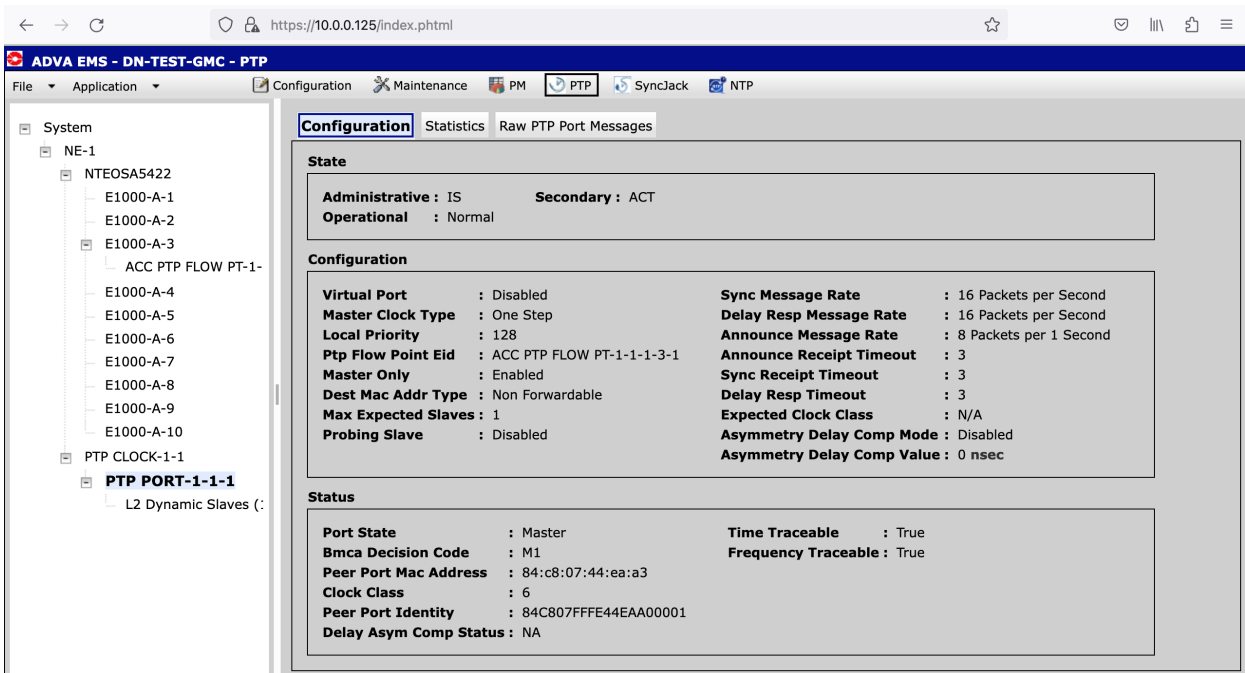 https://10.0.0.125/index.phtml
ADVA EMS - DN-TEST-GMC - PTP
File Application Configuration Maintenance PM PTP SyncJack NTP
System
NE-1
NTEOSA5422
E1000-A-1
E1000-A-2
E1000-A-3
ACC PTP FLOW PT-1-
E1000-A-4
E1000-A-5
E1000-A-6
E1000-A-7
E1000-A-8
E1000-A-9
E1000-A-10
PTP CLOCK-1-1
PTP PORT-1-1-1
L2 Dynamic Slaves (1
Configuration Statistics Raw PTP Port Messages
State
Administrative : IS Secondary : ACT
Operational : Normal
Configuration
Virtual Port : Disabled
Master Clock Type : One Step
Local Priority : 128
Ptp Flow Point Eid : ACC PTP FLOW PT-1-1-1-3-1
Master Only : Enabled
Dest Mac Addr Type : Non Forwardable
Max Expected Slaves : 1
Probing Slave : Disabled
Sync Message Rate : 16 Packets per Second
Delay Resp Message Rate : 16 Packets per Second
Announce Message Rate : 8 Packets per 1 Second
Announce Receipt Timeout : 3
Sync Receipt Timeout : 3
Delay Resp Timeout : 3
Expected Clock Class : N/A
Asymmetry Delay Comp Mode : Disabled
Asymmetry Delay Comp Value : 0 nsec
Status
Port State : Master
Bmca Decision Code : M1
Peer Port Mac Address : 84:c8:07:44:ea:a3
Clock Class : 6
Peer Port Identity : 84C807FFFE44EAA00001
Delay Asym Comp Status : NA
Time Traceable : True
Frequency Traceable : True